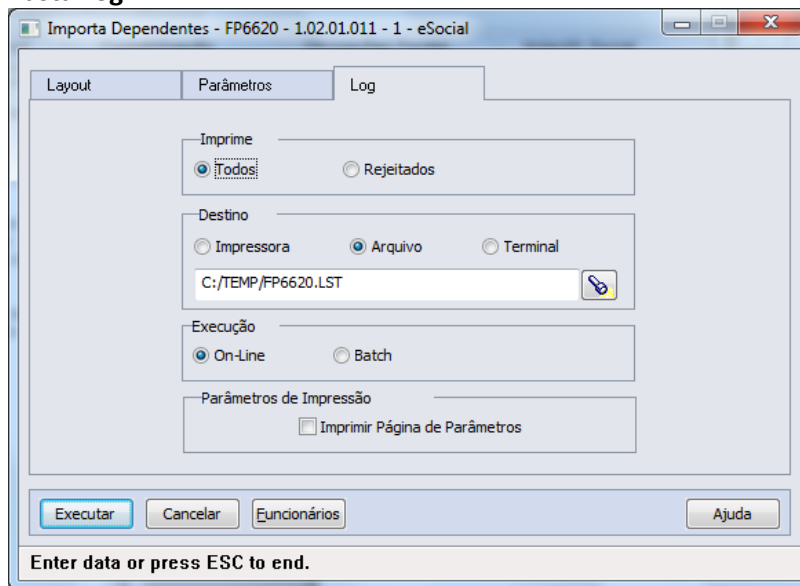 Importa Dependentes - FP6620 - 1.02.01.011 - 1 - eSocial
Layout Parâmetros Log
Imprime
Todos Rejeitados
Destino
Impressora Arquivo Terminal
C:/TEMP/FP6620.LST
Execução
On-Line Batch
Parâmetros de Impressão
Imprimir Página de Parâmetros
Executar Cancelar Funcionários Ajuda
Enter data or press ESC to end.